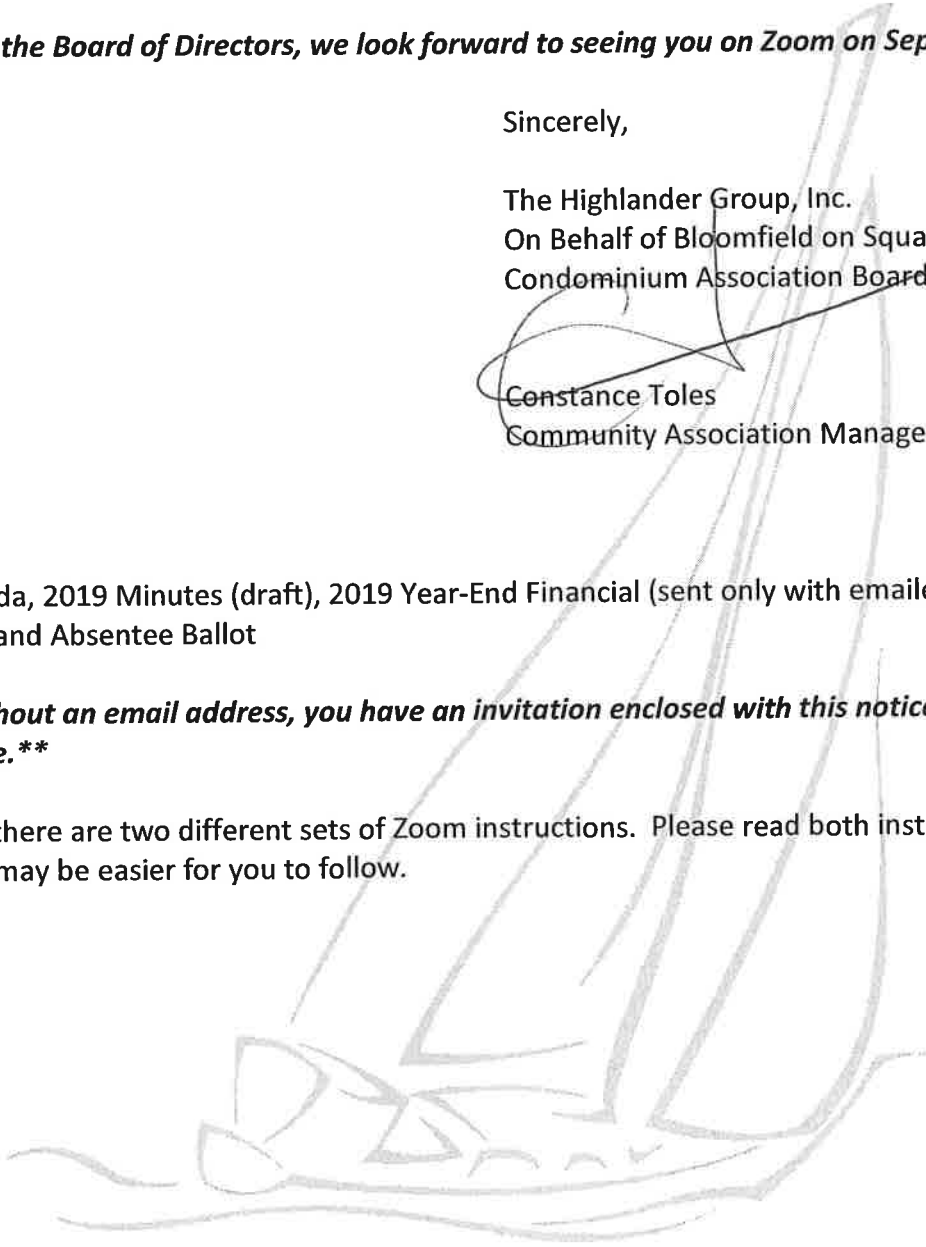 the Board of Directors, we look forward to seeing you on Zoom on Sep
Sincerely,
The Highlander Group, Inc.
On Behalf of Bloomfield on Squa
Condominium Association Board
Constance Toles
Community Association Manage
da, 2019 Minutes (draft), 2019 Year-End Financial (sent only with emaile
and Absentee Ballot
hout an email address, you have an invitation enclosed with this notice
e.**
there are two different sets of Zoom instructions. Please read both inst
may be easier for you to follow.